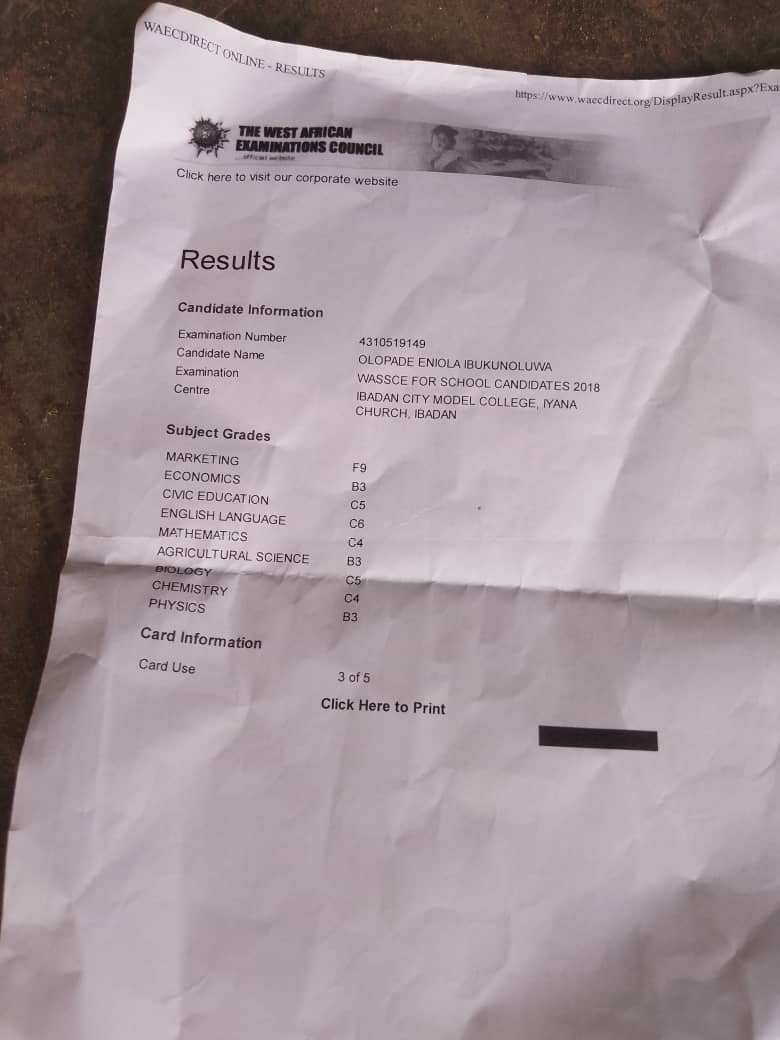 WAECDIRECT ONLINE - RESULTS
https://www.waecdirect.org/DisplayResult.aspx?Exa
THE WEST AFRICAN
EXAMINATIONS COUNCIL
...official website
Click here to visit our corporate website
Results
Candidate Information
Examination Number 4310519149
Candidate Name OLOPADE ENIOLA IBUKUNOLUWA
Examination WASSCE FOR SCHOOL CANDIDATES 2018
Centre IBADAN CITY MODEL COLLEGE, IYANA
CHURCH, IBADAN
Subject Grades
MARKETING F9
ECONOMICS B3
CIVIC EDUCATION C5
ENGLISH LANGUAGE C6
MATHEMATICS C4
AGRICULTURAL SCIENCE B3
BIOLOGY C5
CHEMISTRY C4
PHYSICS B3
Card Information
Card Use 3 of 5
Click Here to Print